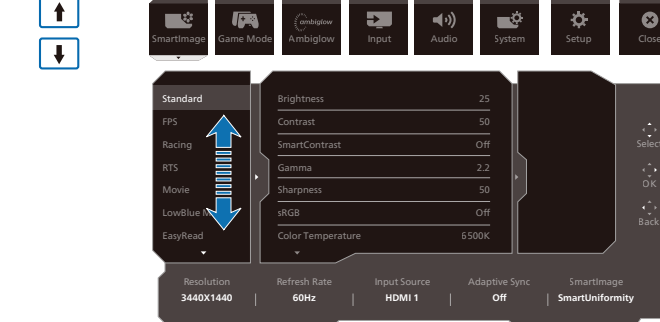 SmartImage Game Mode Ambiglow Input Audio System Setup Close
ambiglow
Standard Brightness 25
FPS Contrast 50
Racing SmartContrast Off
RTS Gamma 2.2
Movie Sharpness 50
LowBlue sRGB Off
EasyRead Color Temperature 6500K
Select
OK
Back
Resolution Refresh Rate Input Source Adaptive Sync SmartImage
3440X1440 | 60Hz | HDMI 1 | Off | SmartUniformity